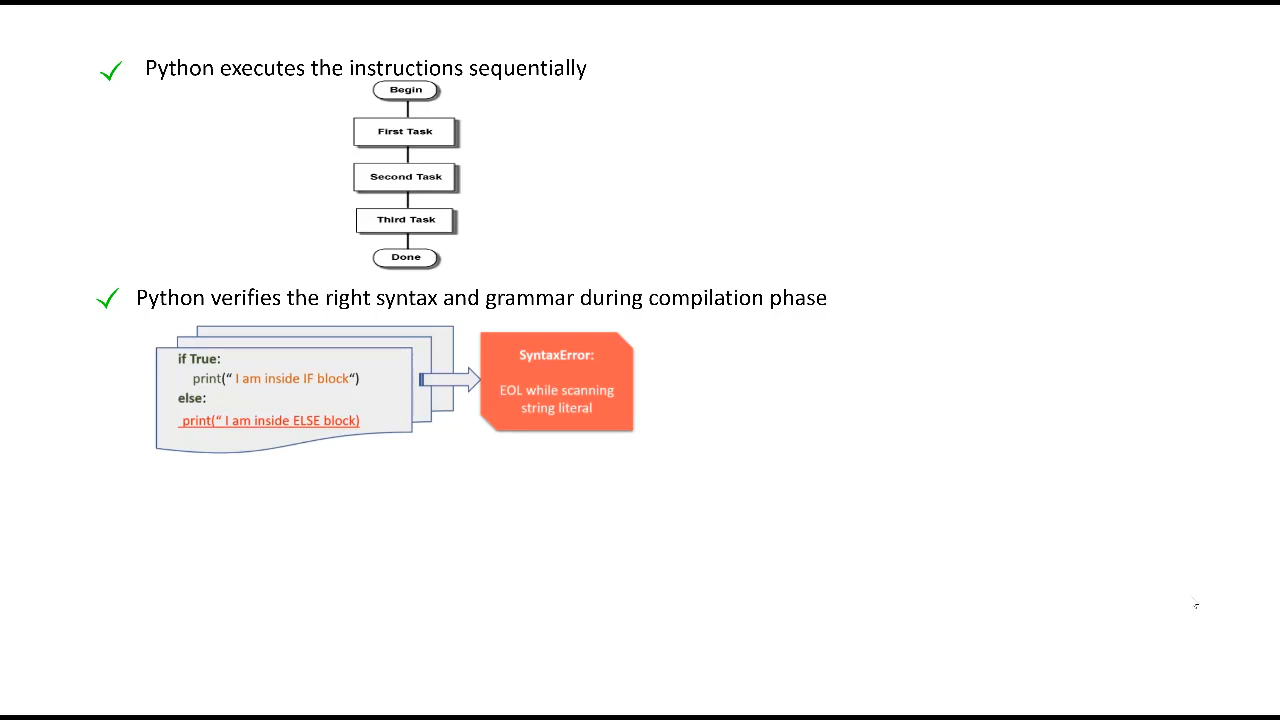 Python executes the instructions sequentially
Begin
First Task
Second Task
Third Task
Done
Python verifies the right syntax and grammar during compilation phase
if True:
print(“ I am inside IF block“)
else:
print(“ I am inside ELSE block)
SyntaxError:
EOL while scanning
string literal